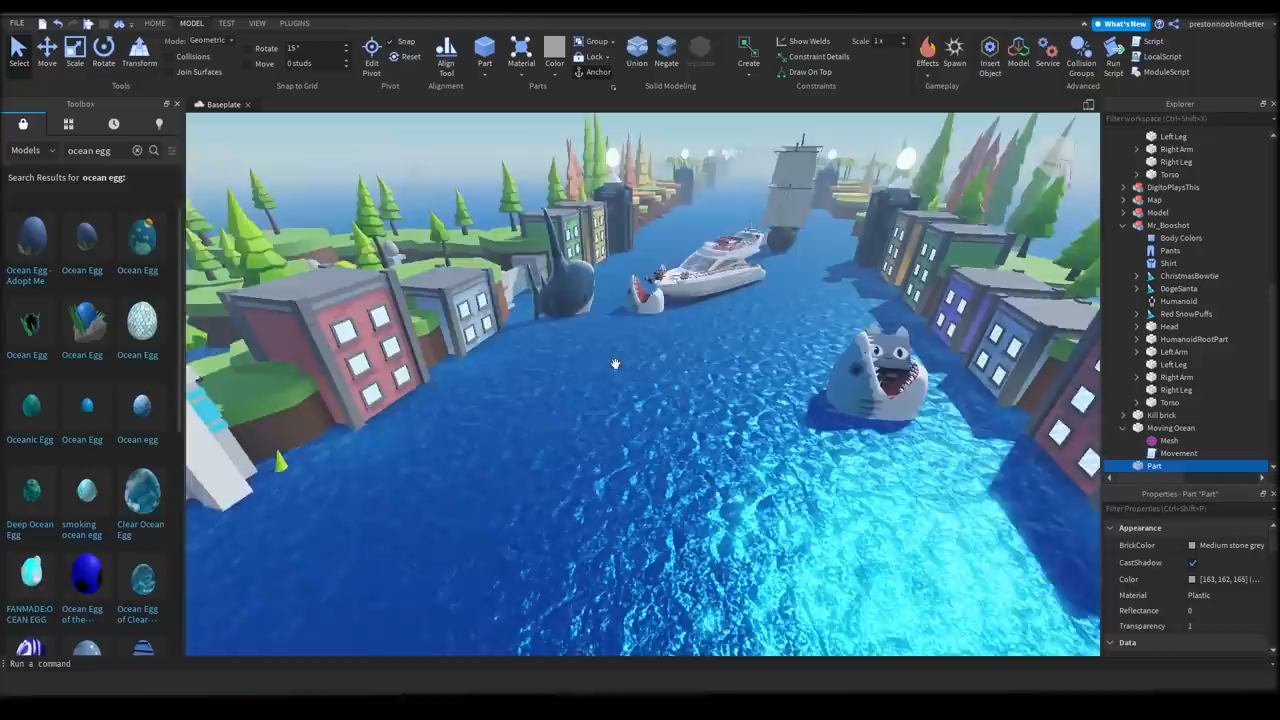 FILE HOME MODEL TEST VIEW PLUGINS What's New prestonnoobimbetter
Select Move Scale Rotate Transform
Mode: Geometric
Collisions
Join Surfaces
Tools
Rotate 15°
Move 0 studs
Snap to Grid
Edit Pivot
Snap
Reset
Pivot
Align Tool
Alignment
Part Material Color
Group
Lock
Anchor
Parts
Union Negate Separate
Solid Modeling
Create
Show Welds
Constraint Details
Draw On Top
Scale 1x
Constraints
Effects Spawn
Gameplay
Insert Object Model Service Collision Groups Run Script
Script
LocalScript
ModuleScript
Advanced
Toolbox
Models ocean egg
Search Results for ocean egg:
Ocean Egg - Adopt Me
Ocean Egg
Ocean Egg
Ocean Egg
Ocean Egg
Ocean Egg
Oceanic Egg
Ocean Egg
Ocean egg
Deep Ocean Egg
smoking ocean egg
Clear Ocean Egg
FANMADE:O CEAN EGG
Ocean Egg of the...
Ocean Egg of Clear...
Baseplate
Explorer
Filter workspace (Ctrl+Shift+X)
Left Leg
Right Arm
Right Leg
Torso
DigitoPlaysThis
Map
Model
Mr_Booshot
Body Colors
Pants
Shirt
ChristmasBowtie
DogeSanta
Humanoid
Red SnowPuffs
Head
HumanoidRootPart
Left Arm
Left Leg
Right Arm
Right Leg
Torso
Kill brick
Moving Ocean
Mesh
Movement
Part
Properties - Part "Part"
Filter Properties (Ctrl+Shift+P)
Appearance
BrickColor Medium stone grey
CastShadow
Color [163, 162, 165] (...
Material Plastic
Reflectance 0
Transparency 1
Data
Run a command